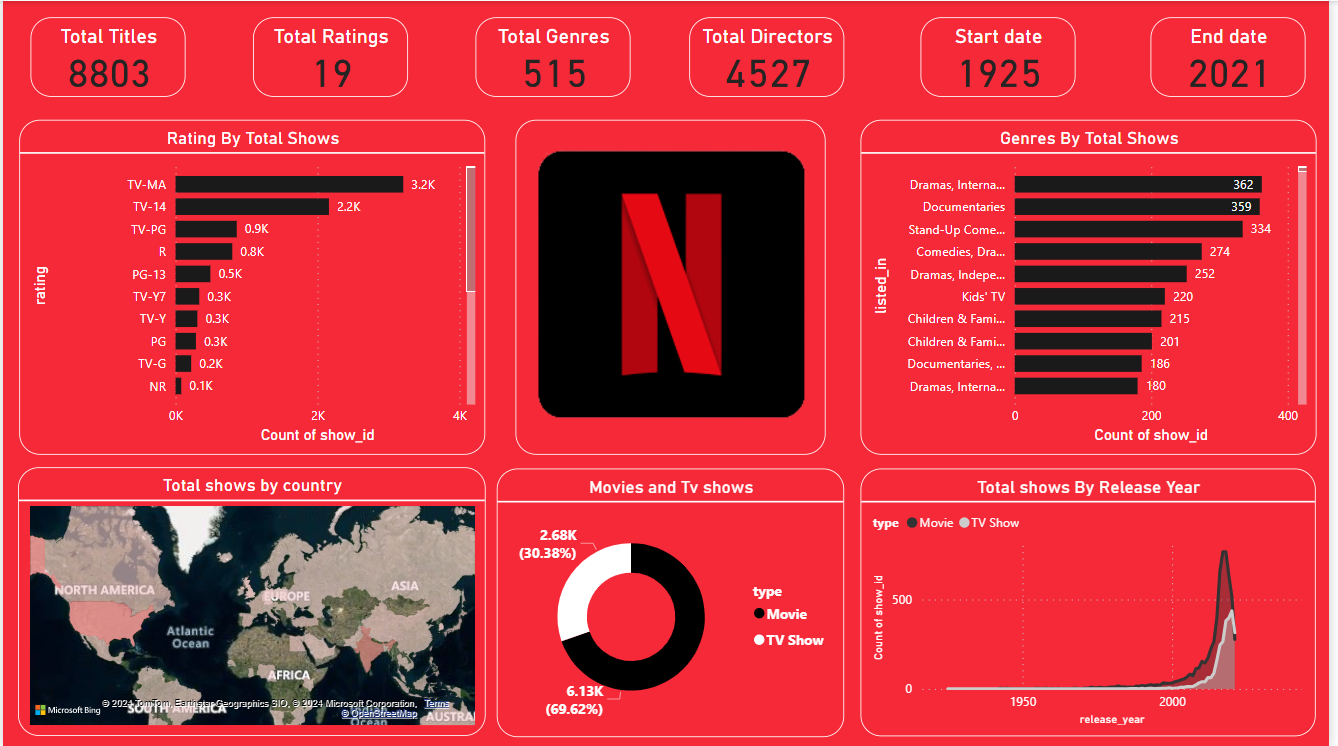 Total Titles
8803
Total Ratings
19
Total Genres
515
Total Directors
4527
Start date
1925
End date
2021
Rating By Total Shows
rating
TV-MA 3.2K
TV-14 2.2K
TV-PG 0.9K
R 0.8K
PG-13 0.5K
TV-Y7 0.3K
TV-Y 0.3K
PG 0.3K
TV-G 0.2K
NR 0.1K
0K 2K 4K
Count of show_id
N
Genres By Total Shows
listed_in
Dramas, Interna... 362
Documentaries 359
Stand-Up Come... 334
Comedies, Dra... 274
Dramas, Indepe... 252
Kids' TV 220
Children & Fami... 215
Children & Fami... 201
Documentaries, ... 186
Dramas, Interna... 180
0 200 400
Count of show_id
Total shows by country
NORTH AMERICA
EUROPE
ASIA
Atlantic
Ocean
AFRICA
SOUTH AMERICA
Ocean
AUSTRA
Microsoft Bing
© 2024 TomTom, Earthstar Geographics SIO, © 2024 Microsoft Corporation, Terms
© OpenStreetMap
Movies and Tv shows
2.68K
(30.38%)
6.13K
(69.62%)
type
Movie
TV Show
Total shows By Release Year
type Movie TV Show
Count of show_id
500
0
1950 2000
release_year